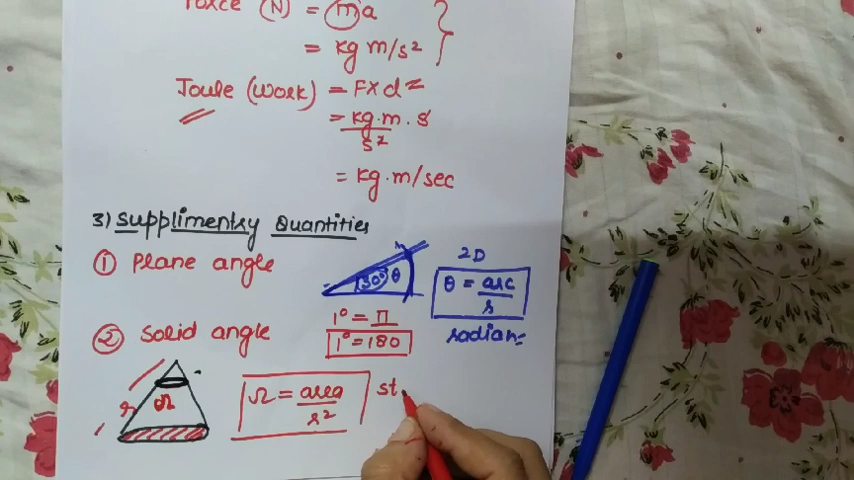 Force (N) = ma
= kg m/s²
Joule (work) = F×d
= kg.m . s
s²
= kg.m/sec
3) Supplimentry Quantities
① Plane angle
30° θ
2D
θ = arc
r
radian
1° = π
1° = 180
② Solid angle
r
Ω
Ω = area
r²
st